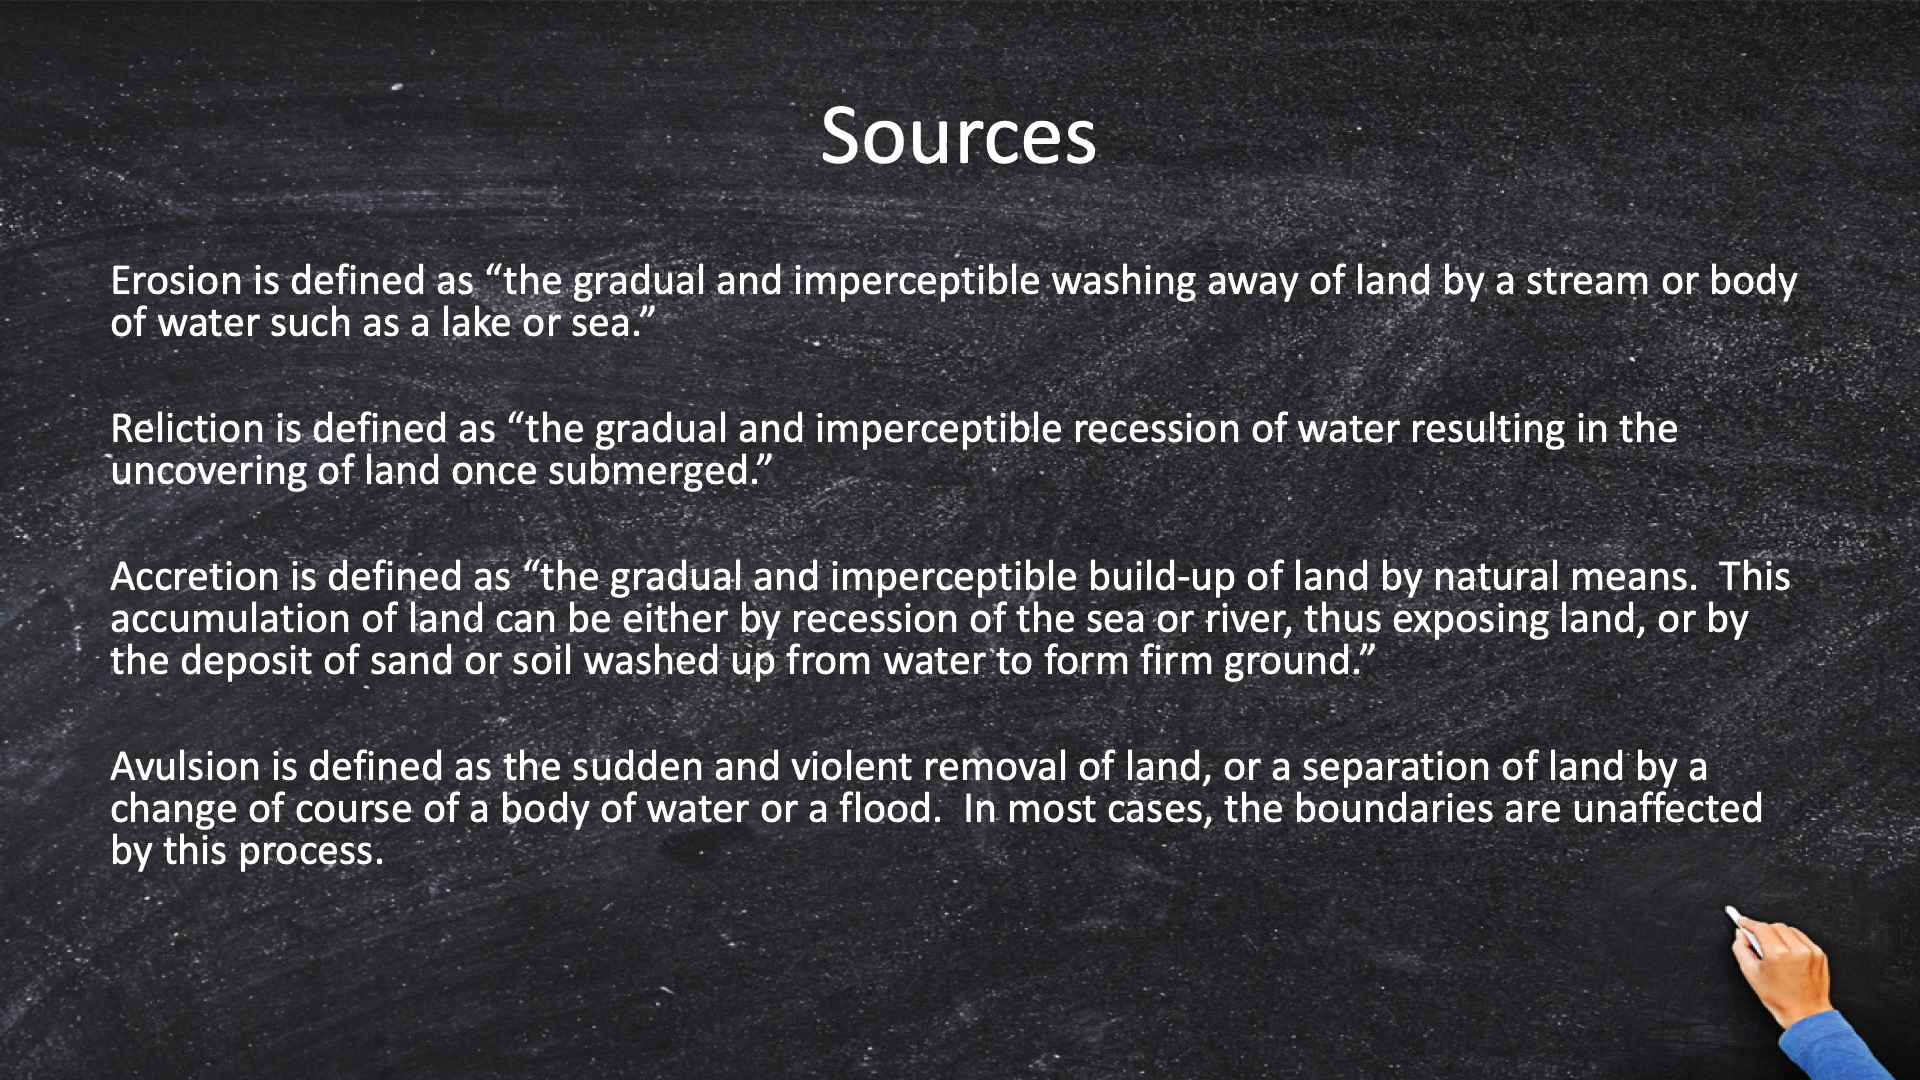 Sources
Erosion is defined as “the gradual and imperceptible washing away of land by a stream or body
of water such as a lake or sea.”
Reliction is defined as “the gradual and imperceptible recession of water resulting in the
uncovering of land once submerged.”
Accretion is defined as “the gradual and imperceptible build-up of land by natural means.  This
accumulation of land can be either by recession of the sea or river, thus exposing land, or by
the deposit of sand or soil washed up from water to form firm ground.”
Avulsion is defined as the sudden and violent removal of land, or a separation of land by a
change of course of a body of water or a flood.  In most cases, the boundaries are unaffected
by this process.